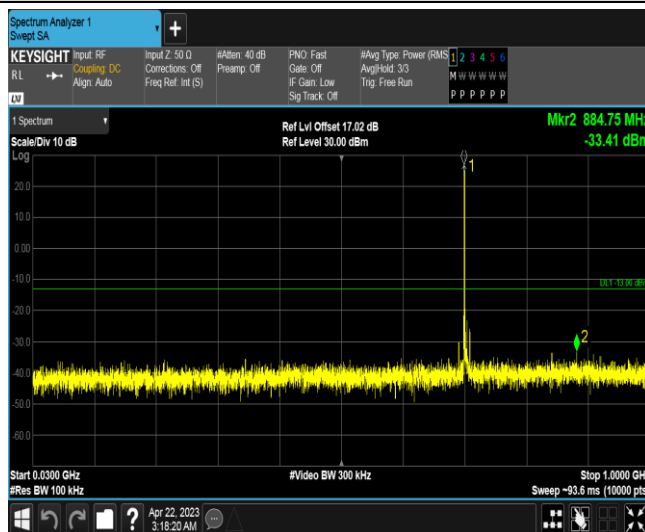 Spectrum Analyzer 1
Swept SA
KEYSIGHT
RL
Input: RF
Coupling: DC
Align: Auto
Input Z: 50 Ω
Corrections: Off
Freq Ref: Int (S)
#Atten: 40 dB
Preamp: Off
PNO: Fast
Gate: Off
IF Gain: Low
Sig Track: Off
#Avg Type: Power (RMS
Avg|Hold: 3/3
Trig: Free Run
1 2 3 4 5 6
M W W W W W
P P P P P P
LXI
1 Spectrum
Scale/Div 10 dB
Log
Ref Lvl Offset 17.02 dB
Ref Level 30.00 dBm
Mkr2 884.75 MHz
-33.41 dBm
1
20.0
10.0
0.00
-10.0
DL1 -13.00 dBm
-20.0
-30.0
2
-40.0
-50.0
-60.0
Start 0.0300 GHz
#Res BW 100 kHz
#Video BW 300 kHz
Stop 1.0000 GH
Sweep ~93.6 ms (10000 pts
?
Apr 22, 2023
3:18:20 AM